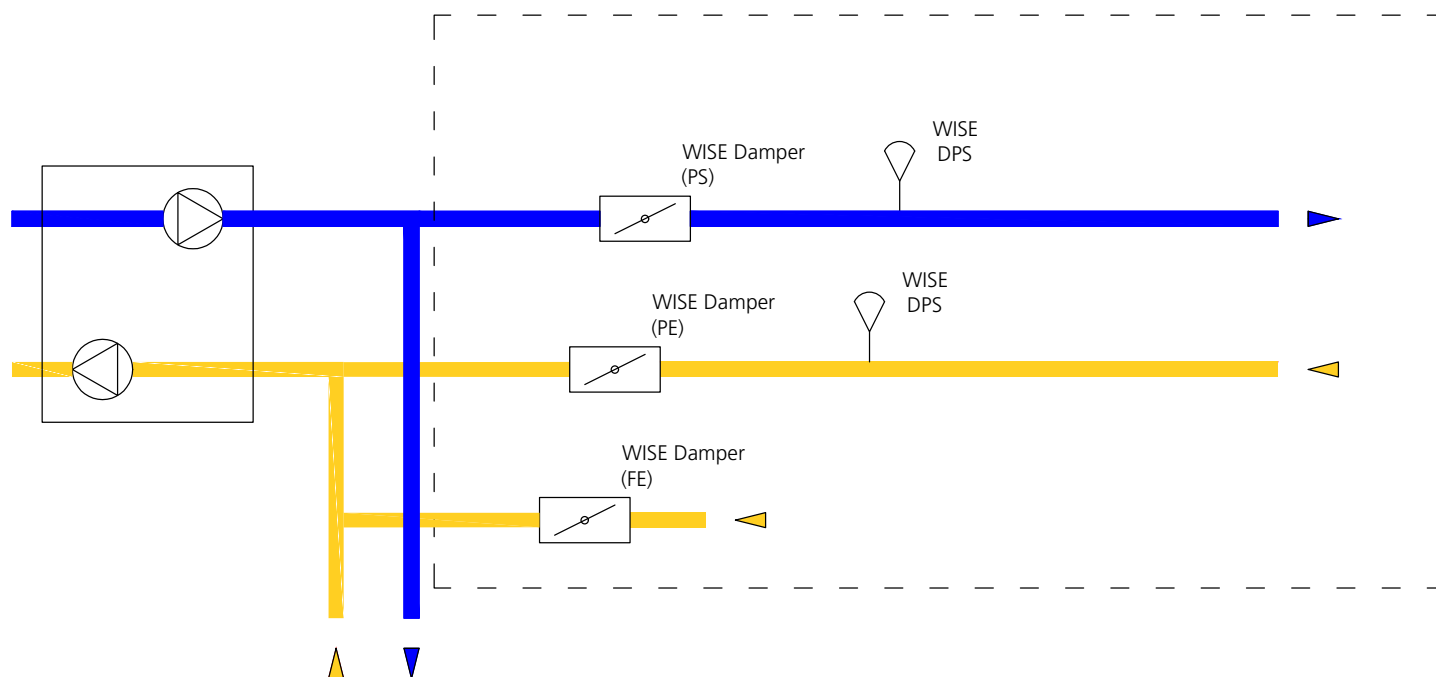 WISE
DPS
WISE Damper
(PS)
WISE
DPS
WISE Damper
(PE)
WISE Damper
(FE)